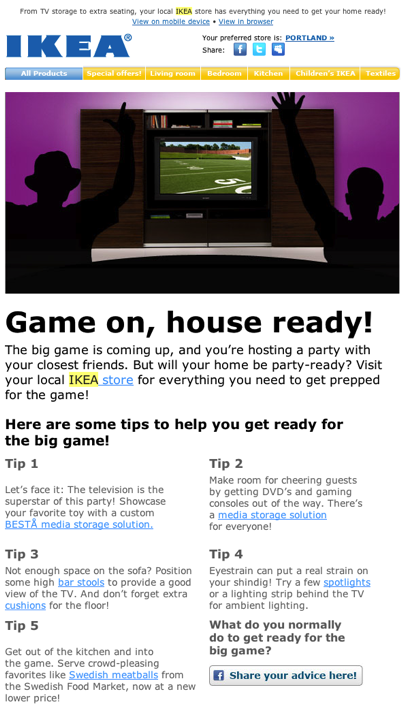 From TV storage to extra seating, your local IKEA store has everything you need to get your home ready!
View on mobile device • View in browser
IKEA®
Your preferred store is: PORTLAND »
Share:
All Products Special offers! Living room Bedroom Kitchen Children's IKEA Textiles
Game on, house ready!
The big game is coming up, and you're hosting a party with
your closest friends. But will your home be party-ready? Visit
your local IKEA store for everything you need to get prepped
for the game!
Here are some tips to help you get ready for
the big game!
Tip 1
Let's face it: The television is the
superstar of this party! Showcase
your favorite toy with a custom
BESTÅ media storage solution.
Tip 2
Make room for cheering guests
by getting DVD's and gaming
consoles out of the way. There's
a media storage solution
for everyone!
Tip 3
Not enough space on the sofa? Position
some high bar stools to provide a good
view of the TV. And don't forget extra
cushions for the floor!
Tip 4
Eyestrain can put a real strain on
your shindig! Try a few spotlights
or a lighting strip behind the TV
for ambient lighting.
Tip 5
Get out of the kitchen and into
the game. Serve crowd-pleasing
favorites like Swedish meatballs from
the Swedish Food Market, now at a new
lower price!
What do you normally
do to get ready for the
big game?
Share your advice here!